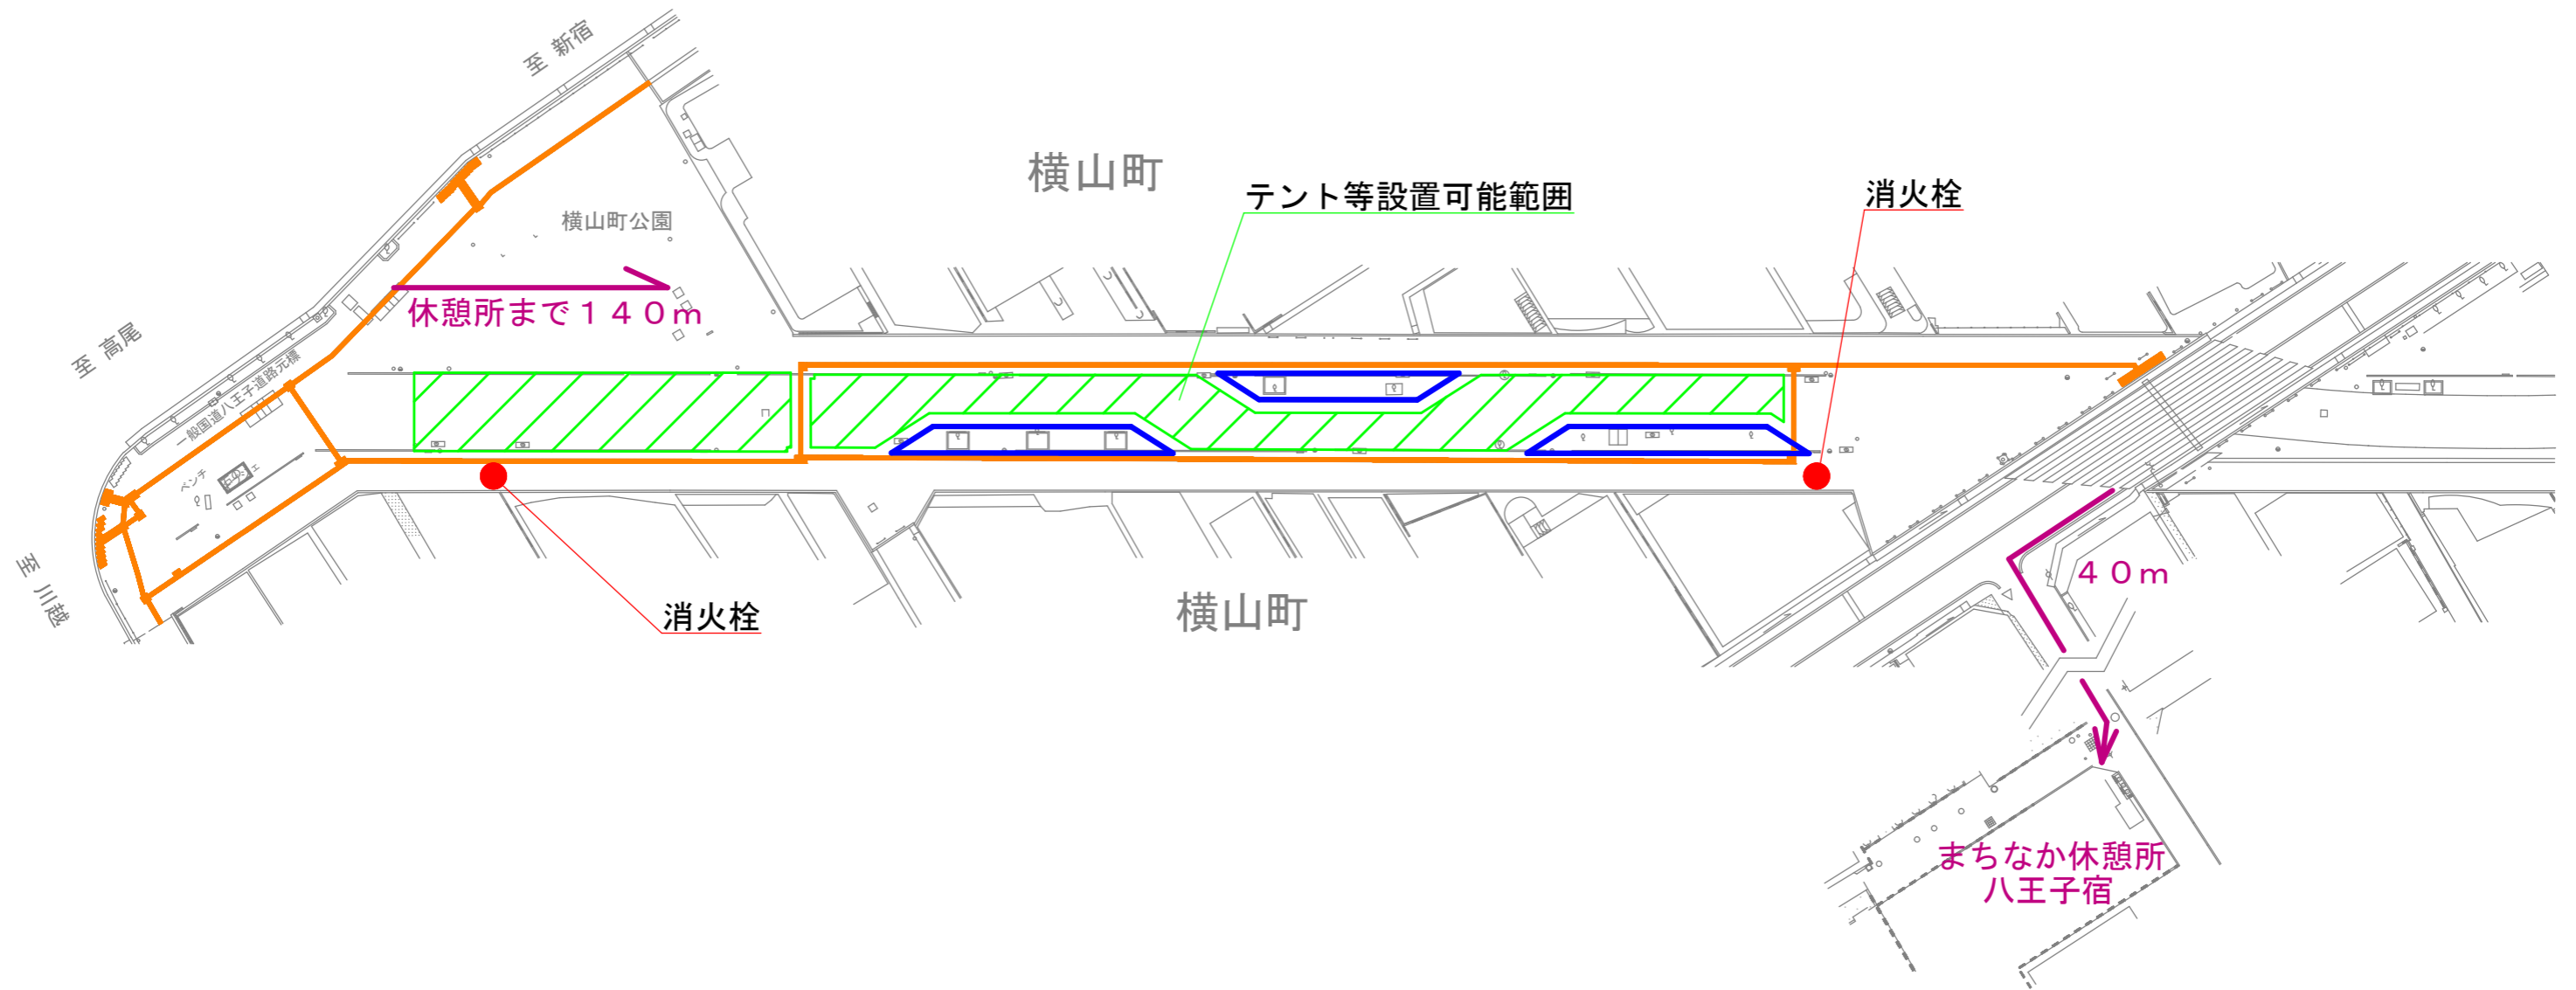 至 新宿
横山町
テント等設置可能範囲
消火栓
横山町公園
休憩所まで１４０ｍ
至 高尾
一般国道八王子道路元標
ベンチ
至 川越
消火栓
横山町
４０ｍ
まちなか休憩所
八王子宿